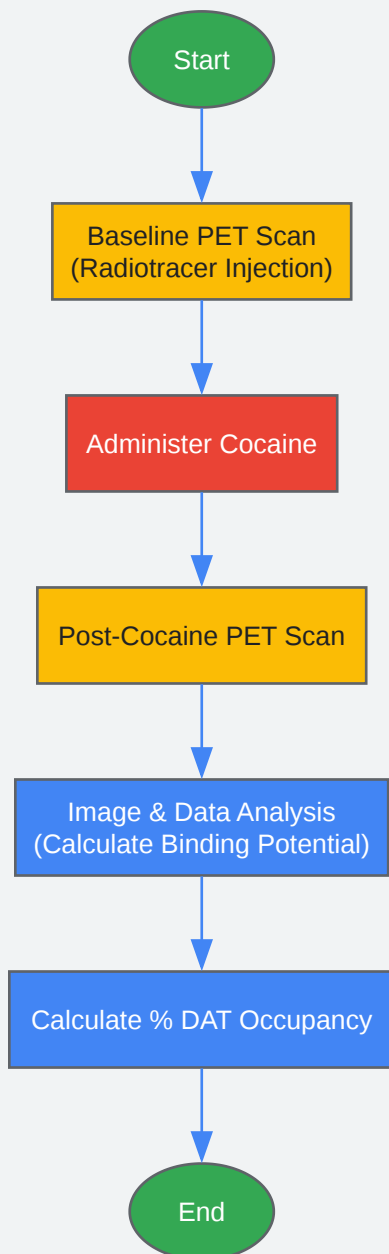 Start
Baseline PET Scan
(Radiotracer Injection)
Administer Cocaine
Post-Cocaine PET Scan
Image & Data Analysis
(Calculate Binding Potential)
Calculate % DAT Occupancy
End